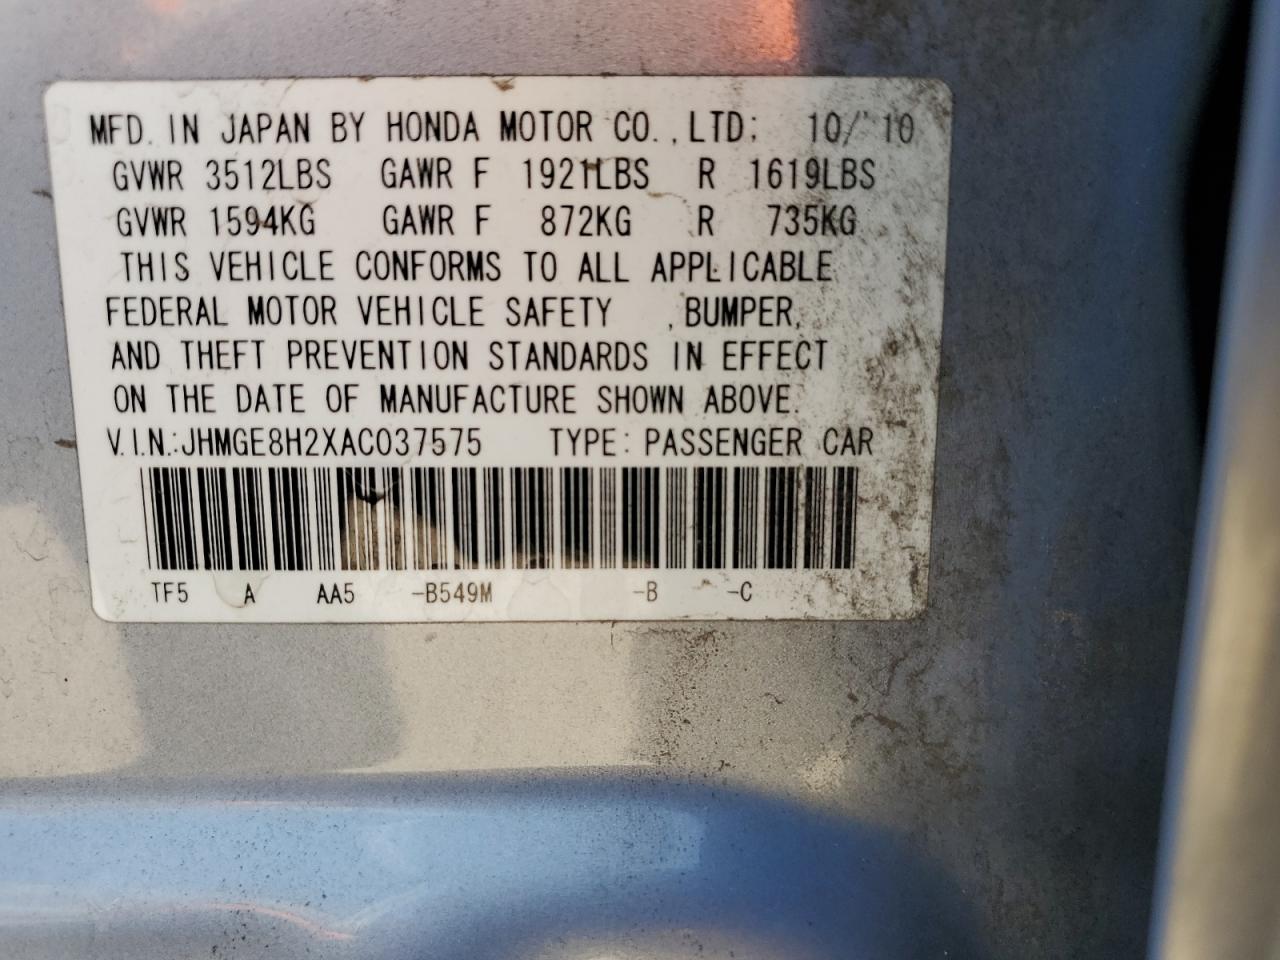 MFD. IN JAPAN BY HONDA MOTOR CO.,LTD: 10/'10
GVWR 3512LBS GAWR F 1921LBS R 1619LBS
GVWR 1594KG GAWR F 872KG R 735KG
THIS VEHICLE CONFORMS TO ALL APPLICABLE
FEDERAL MOTOR VEHICLE SAFETY ,BUMPER,
AND THEFT PREVENTION STANDARDS IN EFFECT
ON THE DATE OF MANUFACTURE SHOWN ABOVE.
V.I.N.:JHMGE8H2XAC037575 TYPE: PASSENGER CAR
TF5 A AA5 -B549M -B -C